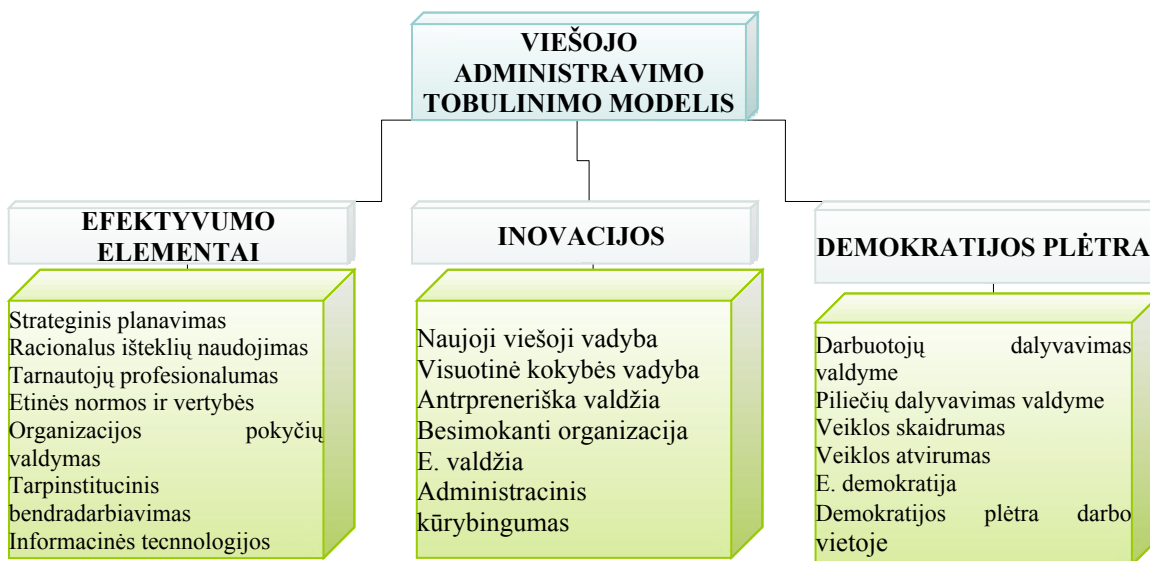 VIEŠOJO
ADMINISTRAVIMO
TOBULINIMO MODELIS
EFEKTYVUMO
ELEMENTAI
Strateginis planavimas
Racionalus išteklių naudojimas
Tarnautojų profesionalumas
Etinės normos ir vertybės
Organizacijos pokyčių
valdymas
Tarpinstitucinis
bendradarbiavimas
Informacinės tecnnologijos
INOVACIJOS
Naujoji viešoji vadyba
Visuotinė kokybės vadyba
Antrpreneriška valdžia
Besimokanti organizacija
E. valdžia
Administracinis
kūrybingumas
DEMOKRATIJOS PLĖTRA
Darbuotojų dalyvavimas
valdyme
Piliečių dalyvavimas valdyme
Veiklos skaidrumas
Veiklos atvirumas
E. demokratija
Demokratijos plėtra darbo
vietoje